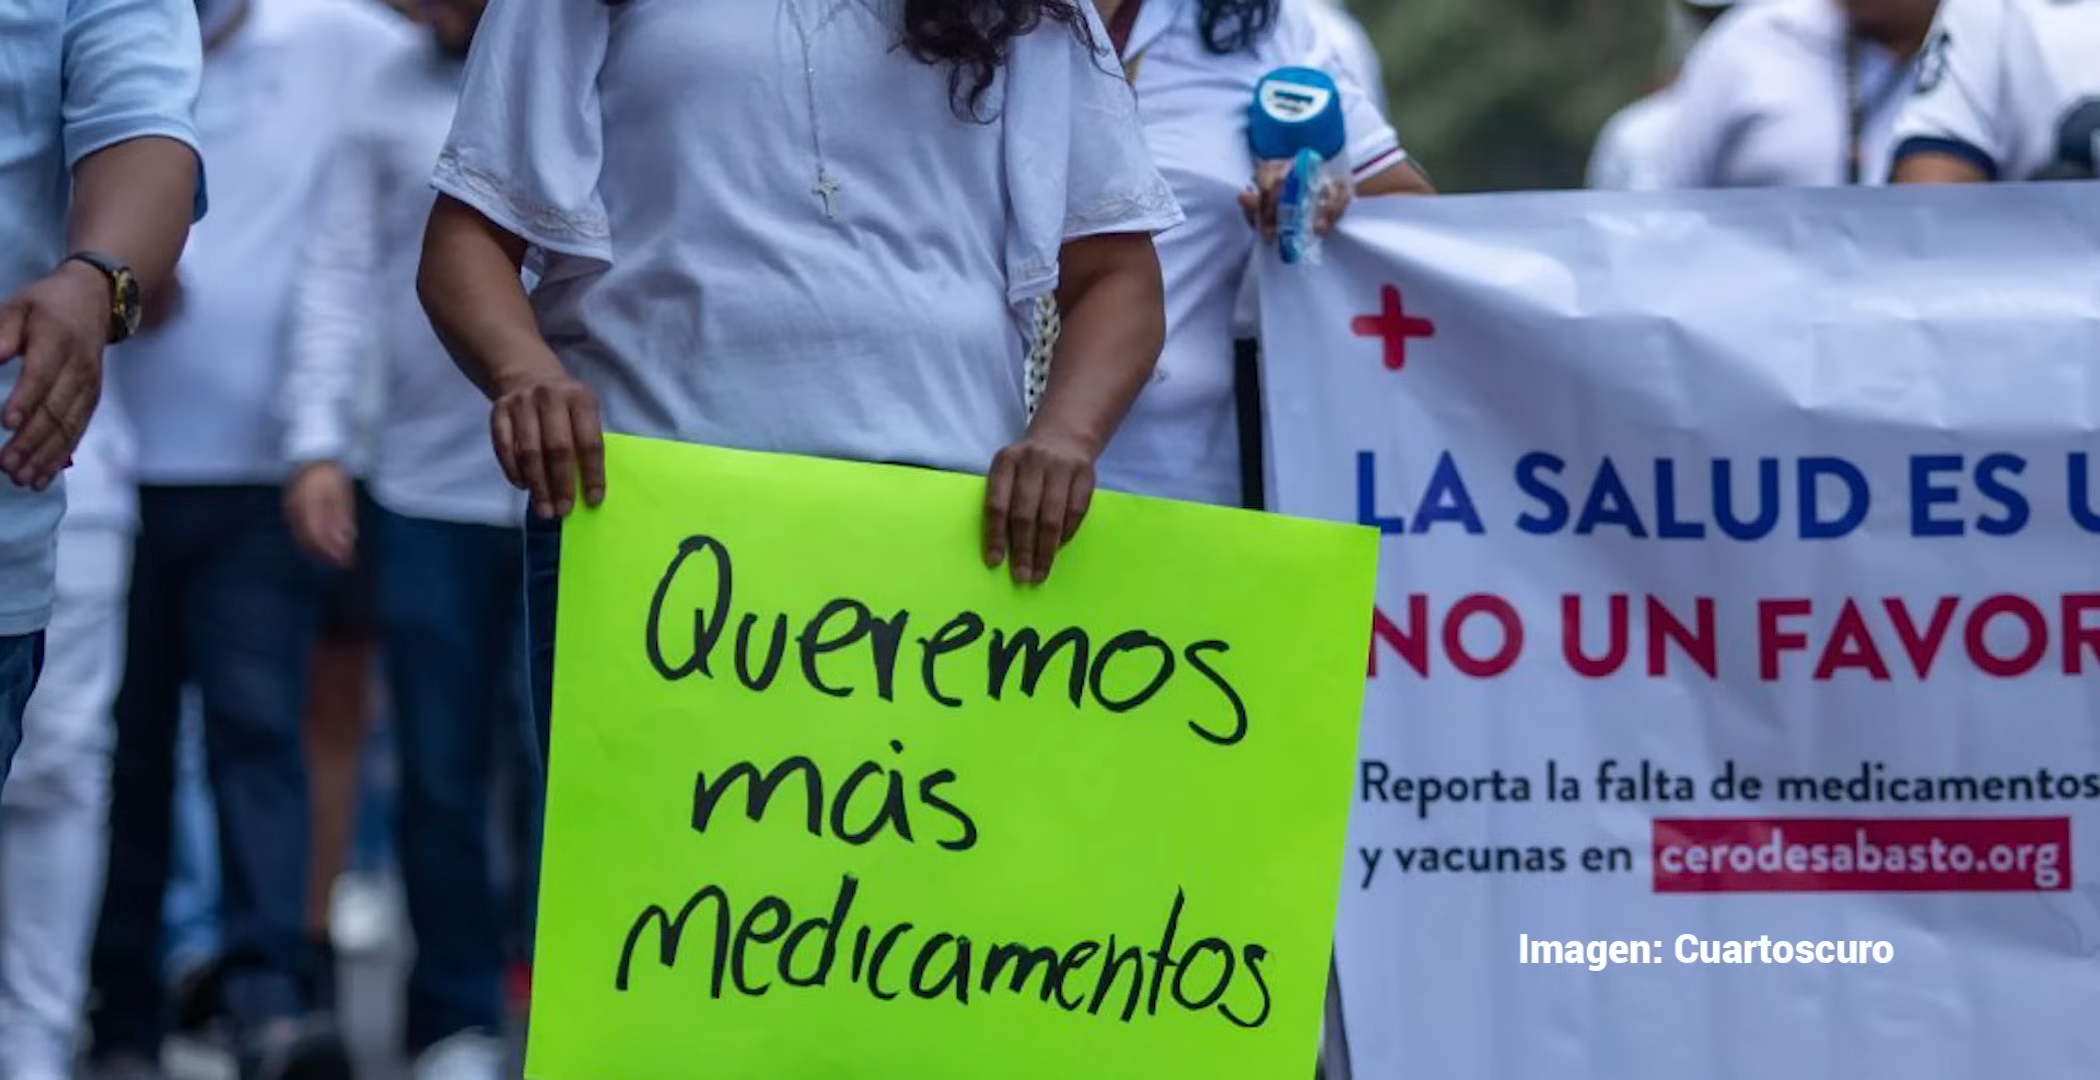 Queremos
más
medicamentos
LA SALUD ES U
NO UN FAVOR
Reporta la falta de medicamentos
y vacunas en cerodesabasto.org
Imagen: Cuartoscuro